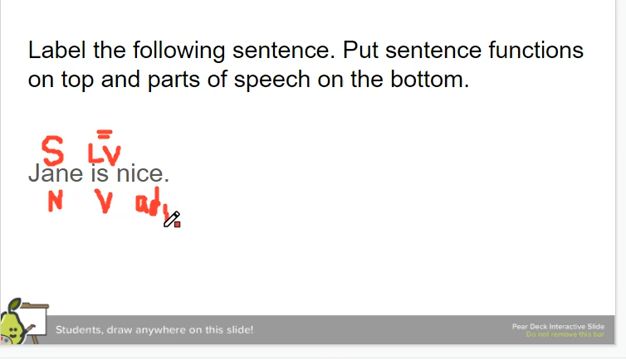 Label the following sentence. Put sentence functions
on top and parts of speech on the bottom.
S LV
Jane is nice.
N V
Students, draw anywhere on this slide!
Pear Deck Interactive Slide
Do not remove this bar